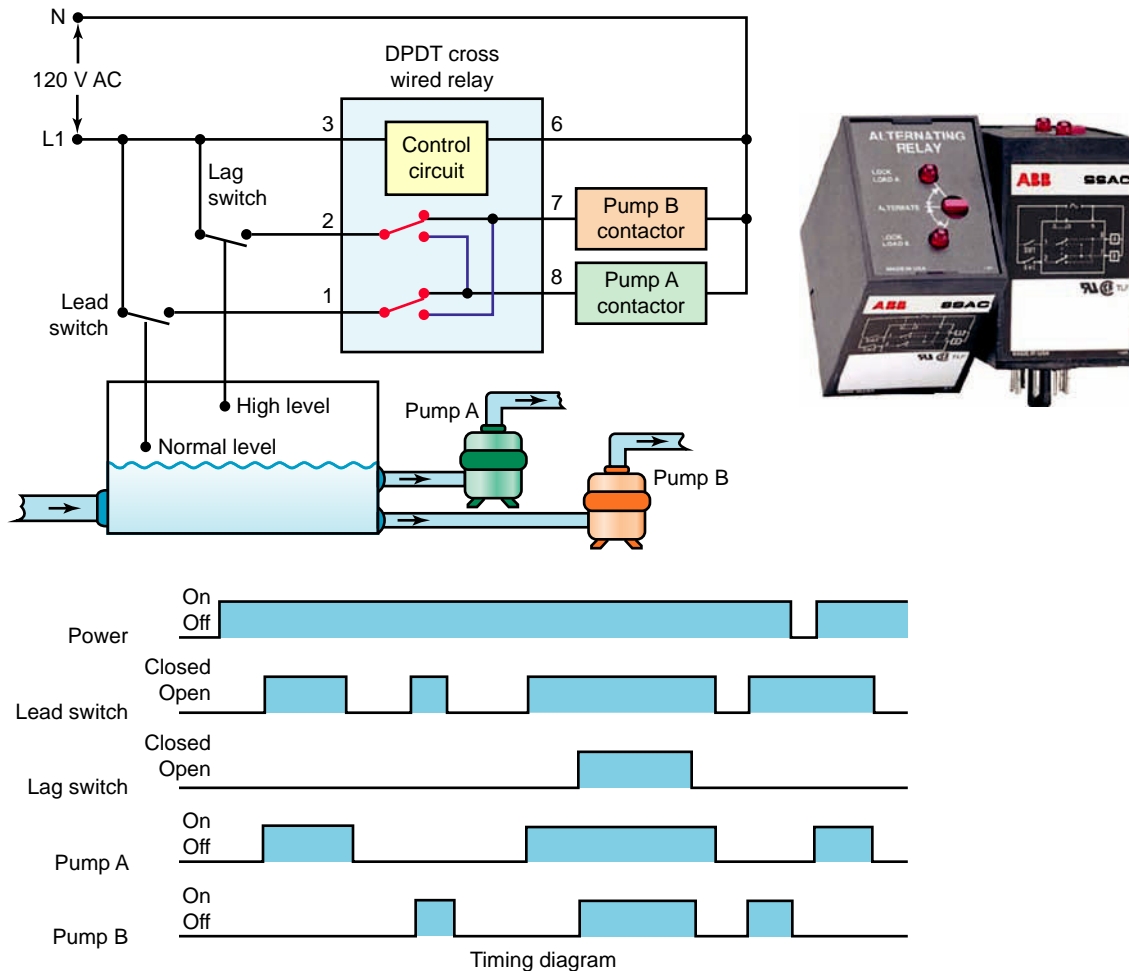 N
120 V AC
L1
DPDT cross
wired relay
3
6
Control
circuit
Lag
switch
2
7
Pump B
contactor
Lead
switch
1
8
Pump A
contactor
High level
Normal level
Pump A
Pump B
ALTERNATING
RELAY
LOCK
LOAD A
ALTERNATE
LOCK
LOAD B
MADE IN USA
ABB SSAC
ABB SSAC
On
Off
Power
Closed
Open
Lead switch
Closed
Open
Lag switch
On
Off
Pump A
On
Off
Pump B
Timing diagram